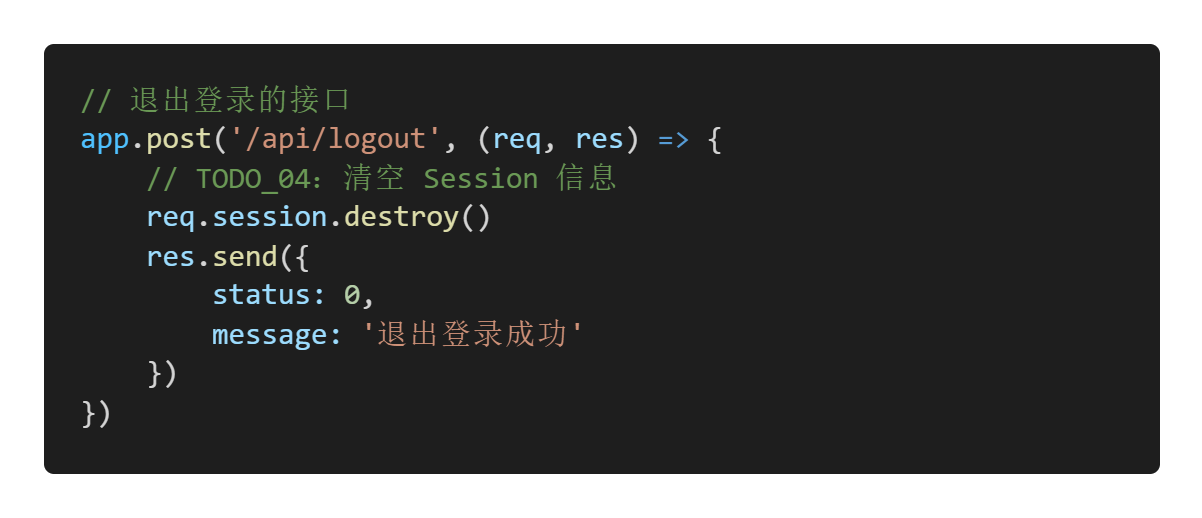 // 退出登录的接口
app.post('/api/logout', (req, res) => {
    // TODO_04：清空 Session 信息
    req.session.destroy()
    res.send({
        status: 0,
        message: '退出登录成功'
    })
})